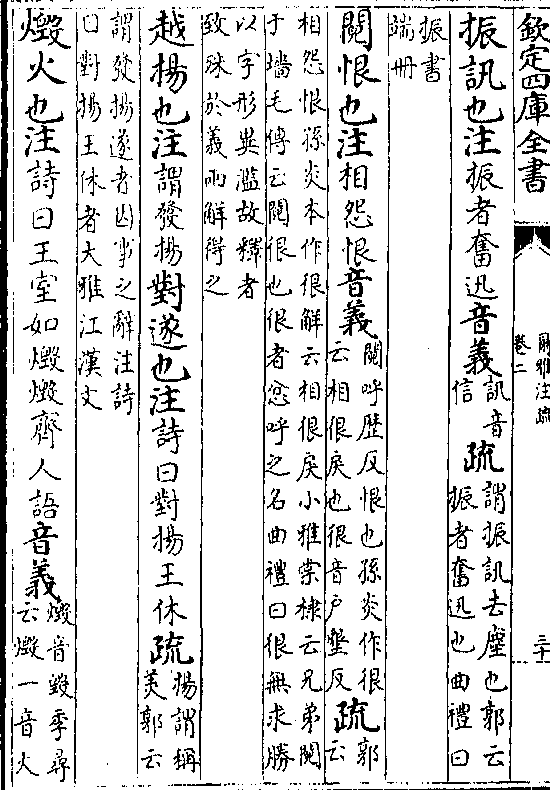 欽定四庫全書
爾雅注疏
卷二
三十
振訊也注振者奮迅音義訊音信疏謂振訊去塵也郭云振者奮迅也曲禮曰
振書端冊
鬩恨也注相怨恨音義鬩呼歷反恨也孫炎作很云相很戾也很音戶墾反疏郭云
相怨恨孫炎本作很解云相很戾小雅棠棣云兄弟鬩于墻毛傳云鬩很也很者忿呼之名曲禮曰很無求勝
以字形異濫故釋者致殊於義兩解得之
越揚也注謂發揚對遂也注詩曰對揚王休疏揚謂稱美郭云
謂發揚遂者因事之辭注詩曰對揚王休者大雅江漢文
燬火也注詩曰王室如燬燬齊人語音義燬音毀季尋云燬一音火